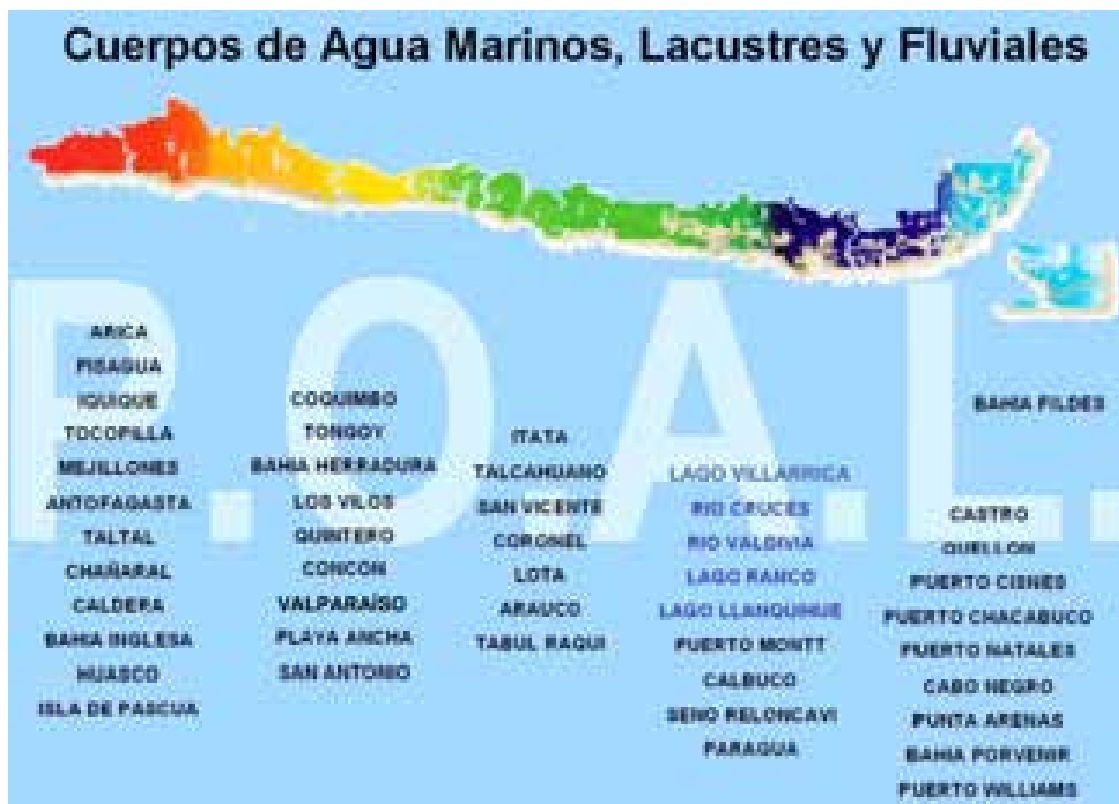 Cuerpos de Agua Marinos, Lacustres y Fluviales
P.O.A.L.
ARICA
PISAGUA
IQUIQUE
TOCOPILLA
MEJILLONES
ANTOFAGASTA
TALTAL
CHAÑARAL
CALDERA
BAHIA INGLESA
HUASCO
ISLA DE PASCUA
COQUIMBO
TONGOY
BAHIA HERRADURA
LOS VILOS
QUINTERO
CONCÓN
VALPARAÍSO
PLAYA ANCHA
SAN ANTONIO
ITATA
TALCAHUANO
SAN VICENTE
CORONEL
LOTA
ARAUCO
TABUL RAQUI
LAGO VILLARRICA
RIO CRUCES
RIO VALDIVIA
LAGO RANCO
LAGO LLANQUIHUE
PUERTO MONTT
CALBUCO
SENO RELONCAVI
PARAGUA
BAHIA FILDES
CASTRO
QUELLON
PUERTO CISNES
PUERTO CHACABUCO
PUERTO NATALES
CABO NEGRO
PUNTA ARENAS
BAHIA PORVENIR
PUERTO WILLIAMS